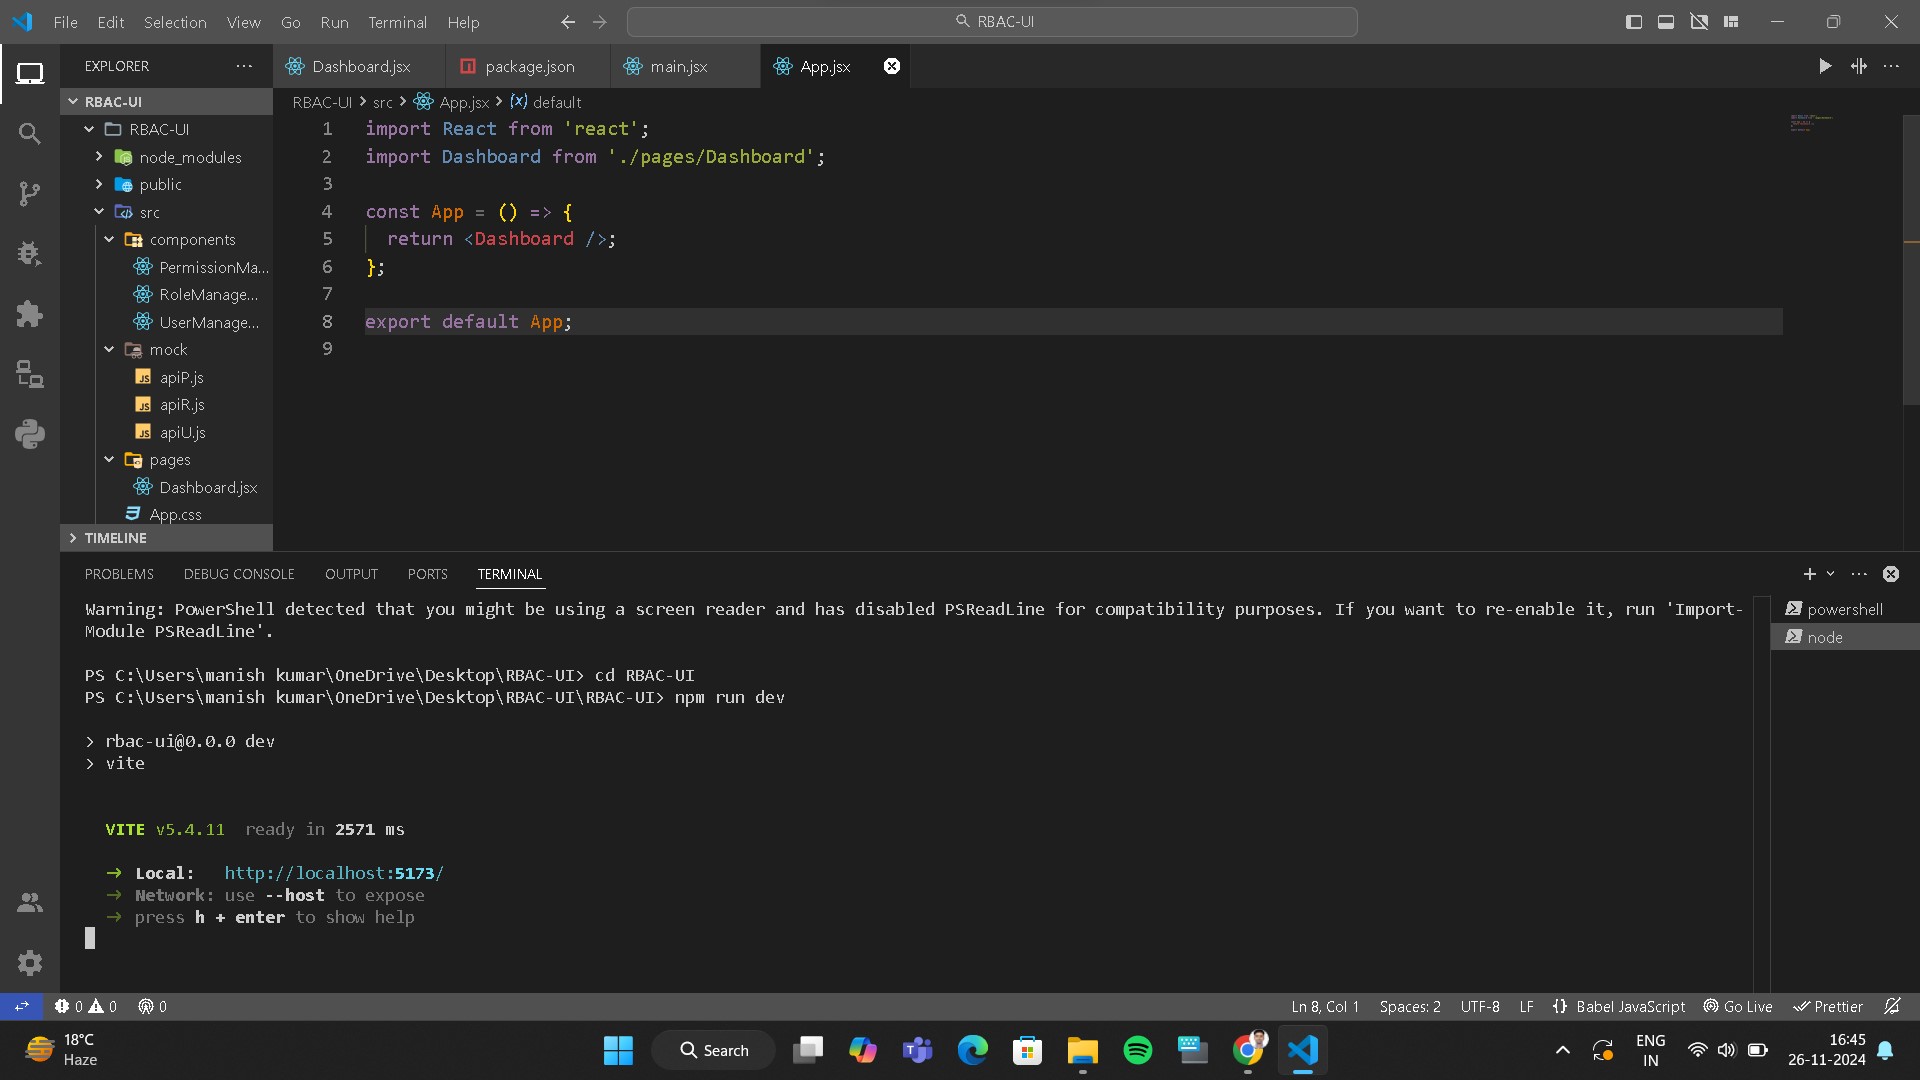 File Edit Selection View Go Run Terminal Help
RBAC-UI
EXPLORER
Dashboard.jsx
package.json
main.jsx
App.jsx
RBAC-UI
RBAC-UI
node_modules
public
src
components
PermissionMa...
RoleManage...
UserManage...
mock
apiP.js
apiR.js
apiU.js
pages
Dashboard.jsx
App.css
TIMELINE
RBAC-UI > src > App.jsx > default
1 import React from 'react';
2 import Dashboard from './pages/Dashboard';
3
4 const App = () => {
5 return <Dashboard />;
6 };
7
8 export default App;
9
PROBLEMS DEBUG CONSOLE OUTPUT PORTS TERMINAL
Warning: PowerShell detected that you might be using a screen reader and has disabled PSReadLine for compatibility purposes. If you want to re-enable it, run 'Import-
Module PSReadLine'.
PS C:\Users\manish kumar\OneDrive\Desktop\RBAC-UI> cd RBAC-UI
PS C:\Users\manish kumar\OneDrive\Desktop\RBAC-UI\RBAC-UI> npm run dev
> rbac-ui@0.0.0 dev
> vite
VITE v5.4.11 ready in 2571 ms
→ Local: http://localhost:5173/
→ Network: use --host to expose
→ press h + enter to show help
powershell
node
0 0 0
Ln 8, Col 1 Spaces: 2 UTF-8 LF {} Babel JavaScript Go Live Prettier
18°C
Haze
Search
ENG
IN
16:45
26-11-2024